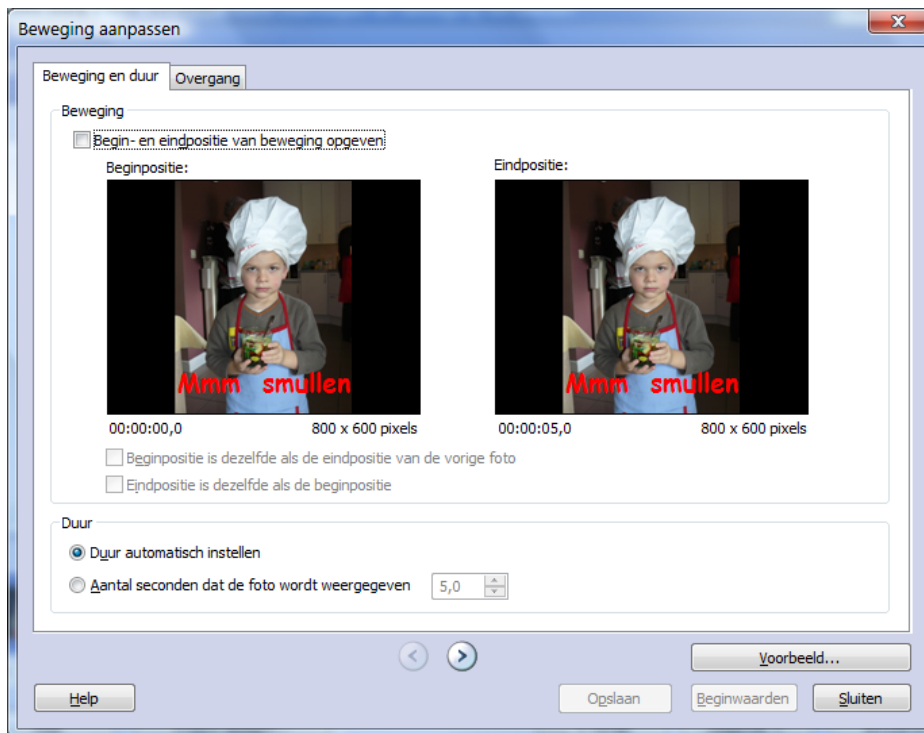 Beweging aanpassen
Beweging en duur Overgang
Beweging
Begin- en eindpositie van beweging opgeven
Beginpositie: Eindpositie:
Mmm smullen Mmm smullen
00:00:00,0 800 x 600 pixels 00:00:05,0 800 x 600 pixels
Beginpositie is dezelfde als de eindpositie van de vorige foto
Eindpositie is dezelfde als de beginpositie
Duur
Duur automatisch instellen
Aantal seconden dat de foto wordt weergegeven 5,0
Voorbeeld...
Help Opslaan Beginwaarden Sluiten